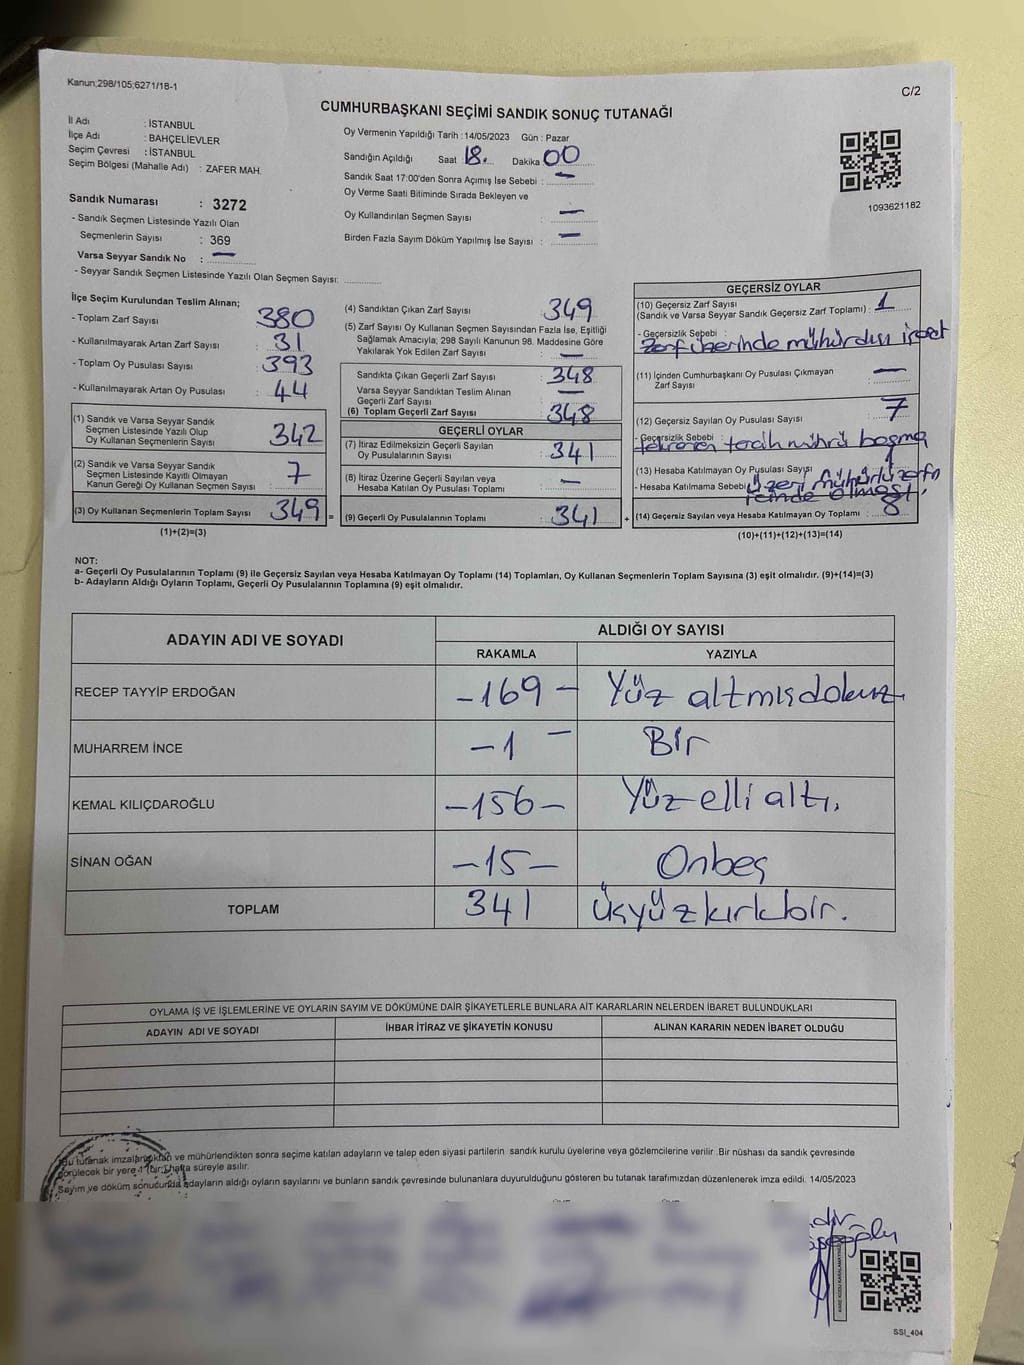 Kanun;298/105;6271/18-1
C/2
CUMHURBAŞKANI SEÇİMİ SANDIK SONUÇ TUTANAĞI
İl Adı : İSTANBUL
İlçe Adı : BAHÇELİEVLER
Seçim Çevresi : İSTANBUL
Seçim Bölgesi (Mahalle Adı) : ZAFER MAH.
Sandık Numarası : 3272
- Sandık Seçmen Listesinde Yazılı Olan
Seçmenlerin Sayısı : 369
Varsa Seyyar Sandık No : —
- Seyyar Sandık Seçmen Listesinde Yazılı Olan Seçmen Sayısı:
Oy Vermenin Yapıldığı Tarih :14/05/2023 Gün : Pazar
Sandığın Açıldığı Saat 18. Dakika 00
Sandık Saat 17:00'den Sonra Açımış İse Sebebi : —
Oy Verme Saati Bitiminde Sırada Bekleyen ve
Oy Kullandırılan Seçmen Sayısı : —
Birden Fazla Sayım Döküm Yapılmış İse Sayısı : —
1093621182
İlçe Seçim Kurulundan Teslim Alınan;
- Toplam Zarf Sayısı : 380
- Kullanılmayarak Artan Zarf Sayısı : 31
- Toplam Oy Pusulası Sayısı : 393
- Kullanılmayarak Artan Oy Pusulası : 44
(1) Sandık ve Varsa Seyyar Sandık
Seçmen Listesinde Yazılı Olup
Oy Kullanan Seçmenlerin Sayısı : 342
(2) Sandık ve Varsa Seyyar Sandık
Seçmen Listesinde Kayıtlı Olmayan
Kanun Gereği Oy Kullanan Seçmen Sayısı : 7
(3) Oy Kullanan Seçmenlerin Toplam Sayısı : 349 =
(1)+(2)=(3)
(4) Sandıktan Çıkan Zarf Sayısı : 349
(5) Zarf Sayısı Oy Kullanan Seçmen Sayısından Fazla İse, Eşitliği
Sağlamak Amacıyla; 298 Sayılı Kanunun 98. Maddesine Göre
Yakılarak Yok Edilen Zarf Sayısı : —
Sandıkta Çıkan Geçerli Zarf Sayısı : 348
Varsa Seyyar Sandıktan Teslim Alınan
Geçerli Zarf Sayısı : —
(6) Toplam Geçerli Zarf Sayısı : 348
GEÇERLİ OYLAR
(7) İtiraz Edilmeksizin Geçerli Sayılan
Oy Pusulalarının Sayısı : 341
(8) İtiraz Üzerine Geçerli Sayılan veya
Hesaba Katılan Oy Pusulası Toplamı : —
(9) Geçerli Oy Pusulalarının Toplamı : 341 +
GEÇERSİZ OYLAR
(10) Geçersiz Zarf Sayısı
(Sandık ve Varsa Seyyar Sandık Geçersiz Zarf Toplamı) : 1
- Geçersizlik Sebebi :
Zarf üzerinde mühür dışı işaret
(11) İçinden Cumhurbaşkanı Oy Pusulası Çıkmayan
Zarf Sayısı : —
(12) Geçersiz Sayılan Oy Pusulası Sayısı : 7
- Geçersizlik Sebebi :
tercih mührü basma
(13) Hesaba Katılmayan Oy Pusulası Sayısı : 1
- Hesaba Katılmama Sebebi : üzeri mühürlü zarfın
içinde olması.
(14) Geçersiz Sayılan veya Hesaba Katılmayan Oy Toplamı : 8
(10)+(11)+(12)+(13)=(14)
NOT:
a- Geçerli Oy Pusulalarının Toplamı (9) ile Geçersiz Sayılan veya Hesaba Katılmayan Oy Toplamı (14) Toplamları, Oy Kullanan Seçmenlerin Toplam Sayısına (3) eşit olmalıdır. (9)+(14)=(3)
b- Adayların Aldığı Oyların Toplamı, Geçerli Oy Pusulalarının Toplamına (9) eşit olmalıdır.
ADAYIN ADI VE SOYADI ALDIĞI OY SAYISI
RAKAMLA YAZIYLA
RECEP TAYYİP ERDOĞAN -169- Yüz altmışdokuz
MUHARREM İNCE -1- Bir
KEMAL KILIÇDAROĞLU -156- Yüz elli altı.
SİNAN OĞAN -15- Onbeş
TOPLAM 341 üçyüzkırkbir.
OYLAMA İŞ VE İŞLEMLERİNE VE OYLARIN SAYIM VE DÖKÜMÜNE DAİR ŞİKAYETLERLE BUNLARA AİT KARARLARIN NELERDEN İBARET BULUNDUKLARI
ADAYIN ADI VE SOYADI İHBAR İTİRAZ VE ŞİKAYETİN KONUSU ALINAN KARARIN NEDEN İBARET OLDUĞU
Bu tutanak imzalandıktan ve mühürlendikten sonra seçime katılan adayların ve talep eden siyasi partilerin sandık kurulu üyelerine veya gözlemcilerine verilir .Bir nüshası da sandık çevresinde
görülecek bir yere 1 (bir) hafta süreyle asılır.
Sayım ve döküm sonucunda adayların aldığı oyların sayılarını ve bunların sandık çevresinde bulunanlara duyurulduğunu gösteren bu tutanak tarafımızdan düzenlenerek imza edildi. 14/05/2023
SSI_404